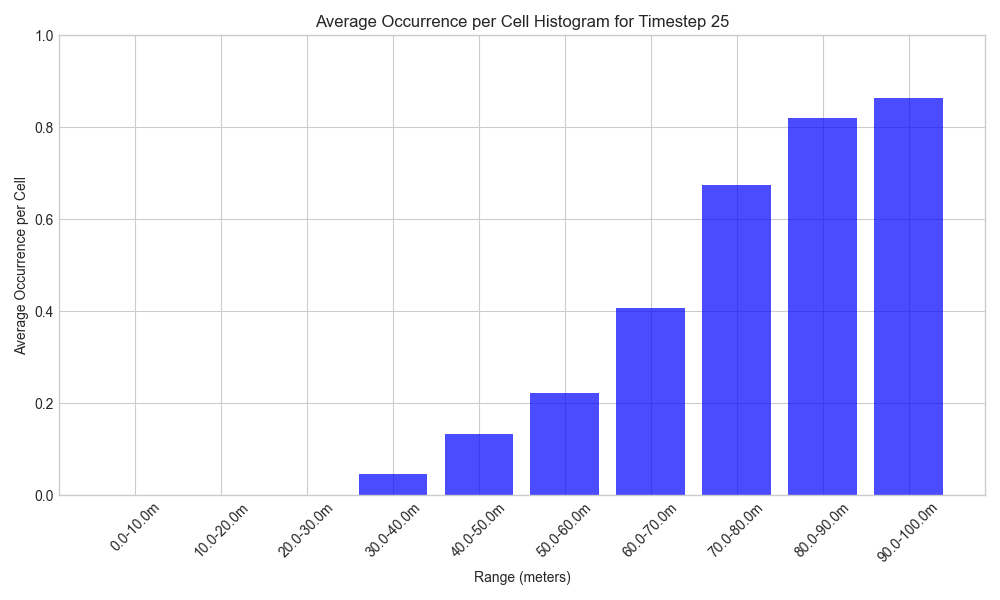 Average Occurrence per Cell Histogram for Timestep 25
Average Occurrence per Cell
1.0
0.8
0.6
0.4
0.2
0.0
0.0-10.0m
10.0-20.0m
20.0-30.0m
30.0-40.0m
40.0-50.0m
50.0-60.0m
60.0-70.0m
70.0-80.0m
80.0-90.0m
90.0-100.0m
Range (meters)